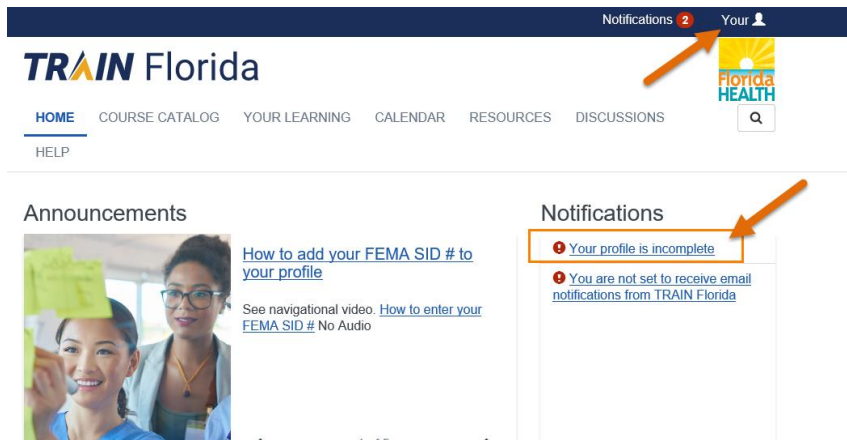 Notifications 2 Your
TRAIN Florida
Florida
HEALTH
HOME COURSE CATALOG YOUR LEARNING CALENDAR RESOURCES DISCUSSIONS
HELP
Announcements
How to add your FEMA SID # to
your profile
See navigational video. How to enter your
FEMA SID # No Audio
Notifications
Your profile is incomplete
You are not set to receive email
notifications from TRAIN Florida